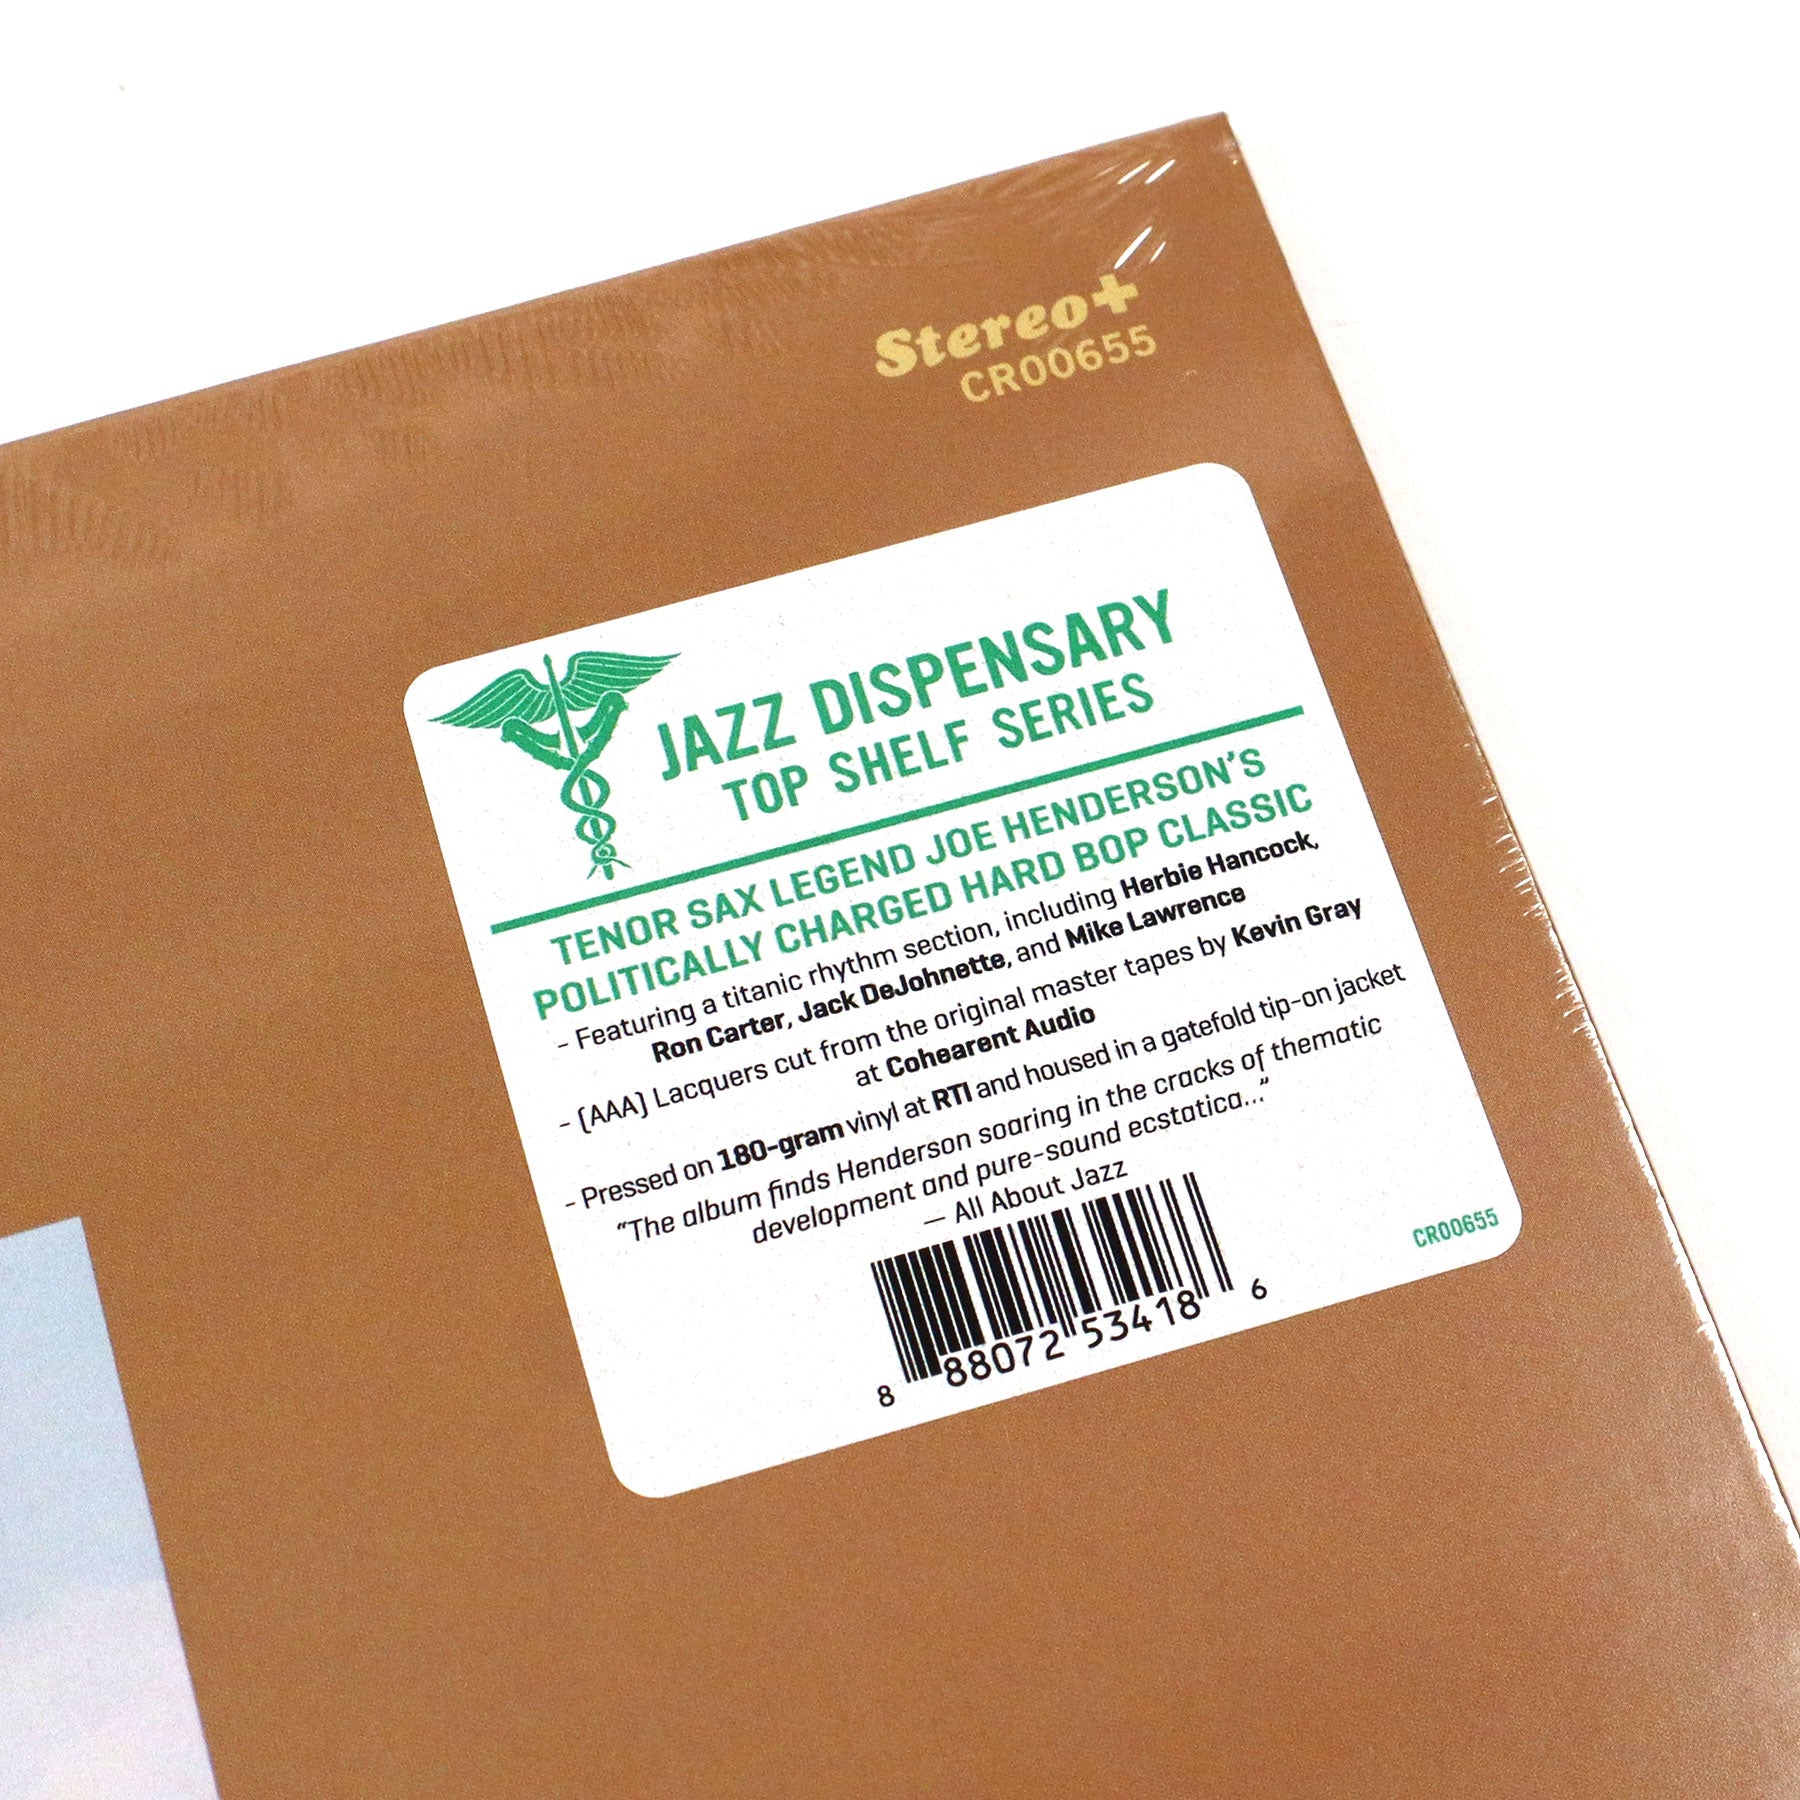 Stereo+
CR00655
JAZZ DISPENSARY
TOP SHELF SERIES
TENOR SAX LEGEND JOE HENDERSON'S
POLITICALLY CHARGED HARD BOP CLASSIC
- Featuring a titanic rhythm section, including Herbie Hancock,
Ron Carter, Jack DeJohnette, and Mike Lawrence
- (AAA) Lacquers cut from the original master tapes by Kevin Gray
at Cohearent Audio
- Pressed on 180-gram vinyl at RTI and housed in a gatefold tip-on jacket
“The album finds Henderson soaring in the cracks of thematic
development and pure-sound ecstatica...”
— All About Jazz
8 88072 53418 6
CR00655